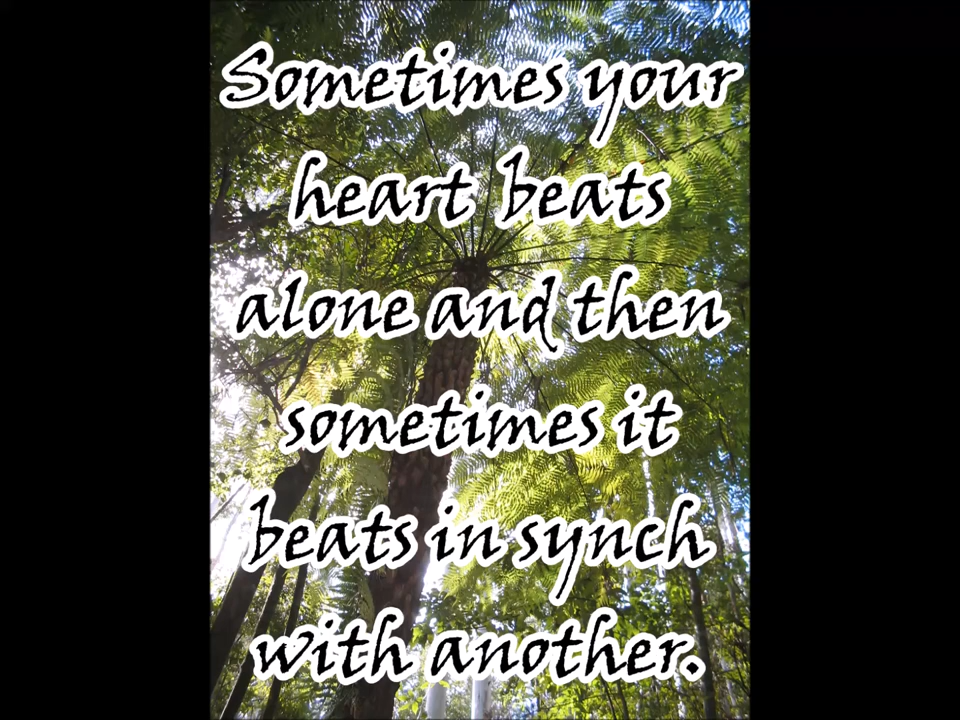 Sometimes your
heart beats
alone and then
sometimes it
beats in synch
with another.